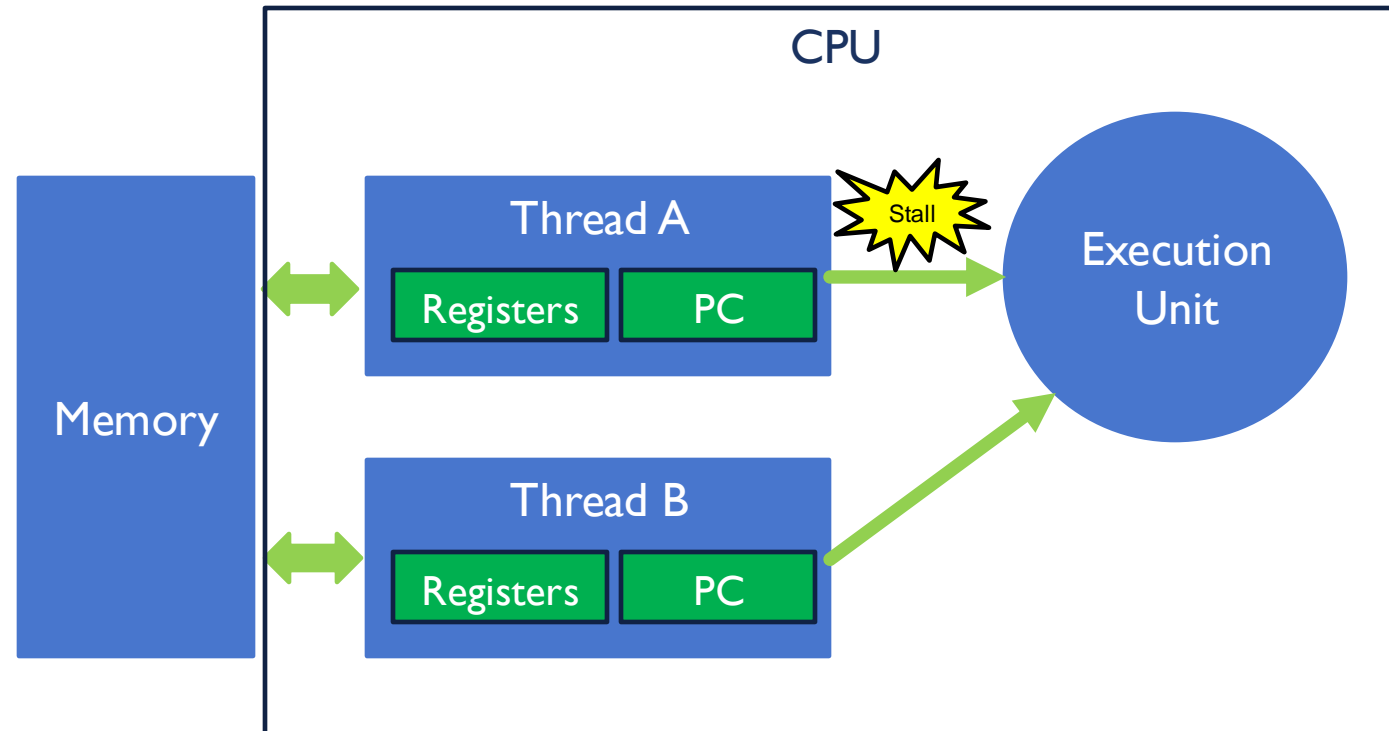 CPU
Memory
Thread A
Registers
PC
Stall
Execution
Unit
Thread B
Registers
PC